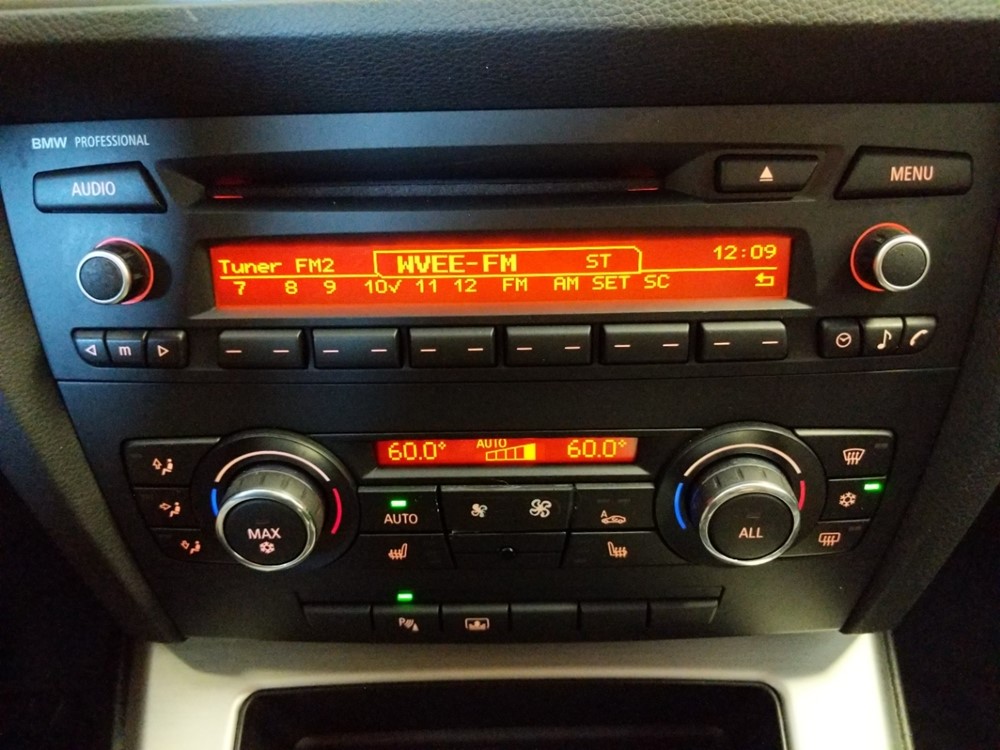 BMW PROFESSIONAL
AUDIO
MENU
Tuner FM2 WVEE-FM ST 12:09
7 8 9 10✓ 11 12 FM AM SET SC
m
60.0° AUTO 60.0°
AUTO
A
MAX
ALL
P